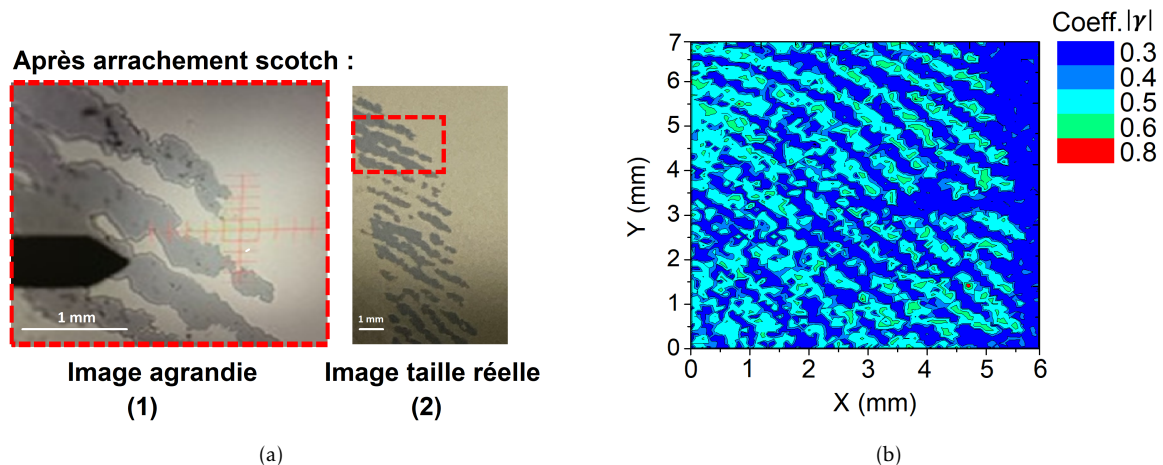 Après arrachement scotch :
1 mm
Image agrandie
(1)
1 mm
Image taille réelle
(2)
(a)
Coeff. |γ|
0.3
0.4
0.5
0.6
0.8
7
6
5
4
3
2
1
0
Y (mm)
0 1 2 3 4 5 6
X (mm)
(b)